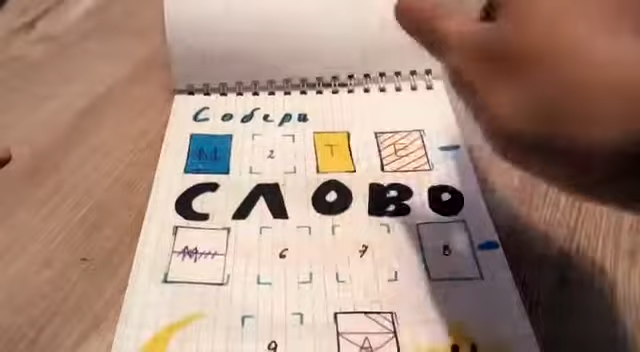 Собери
М 2 Т Е
СЛОВО
М 6 7 8
9 А